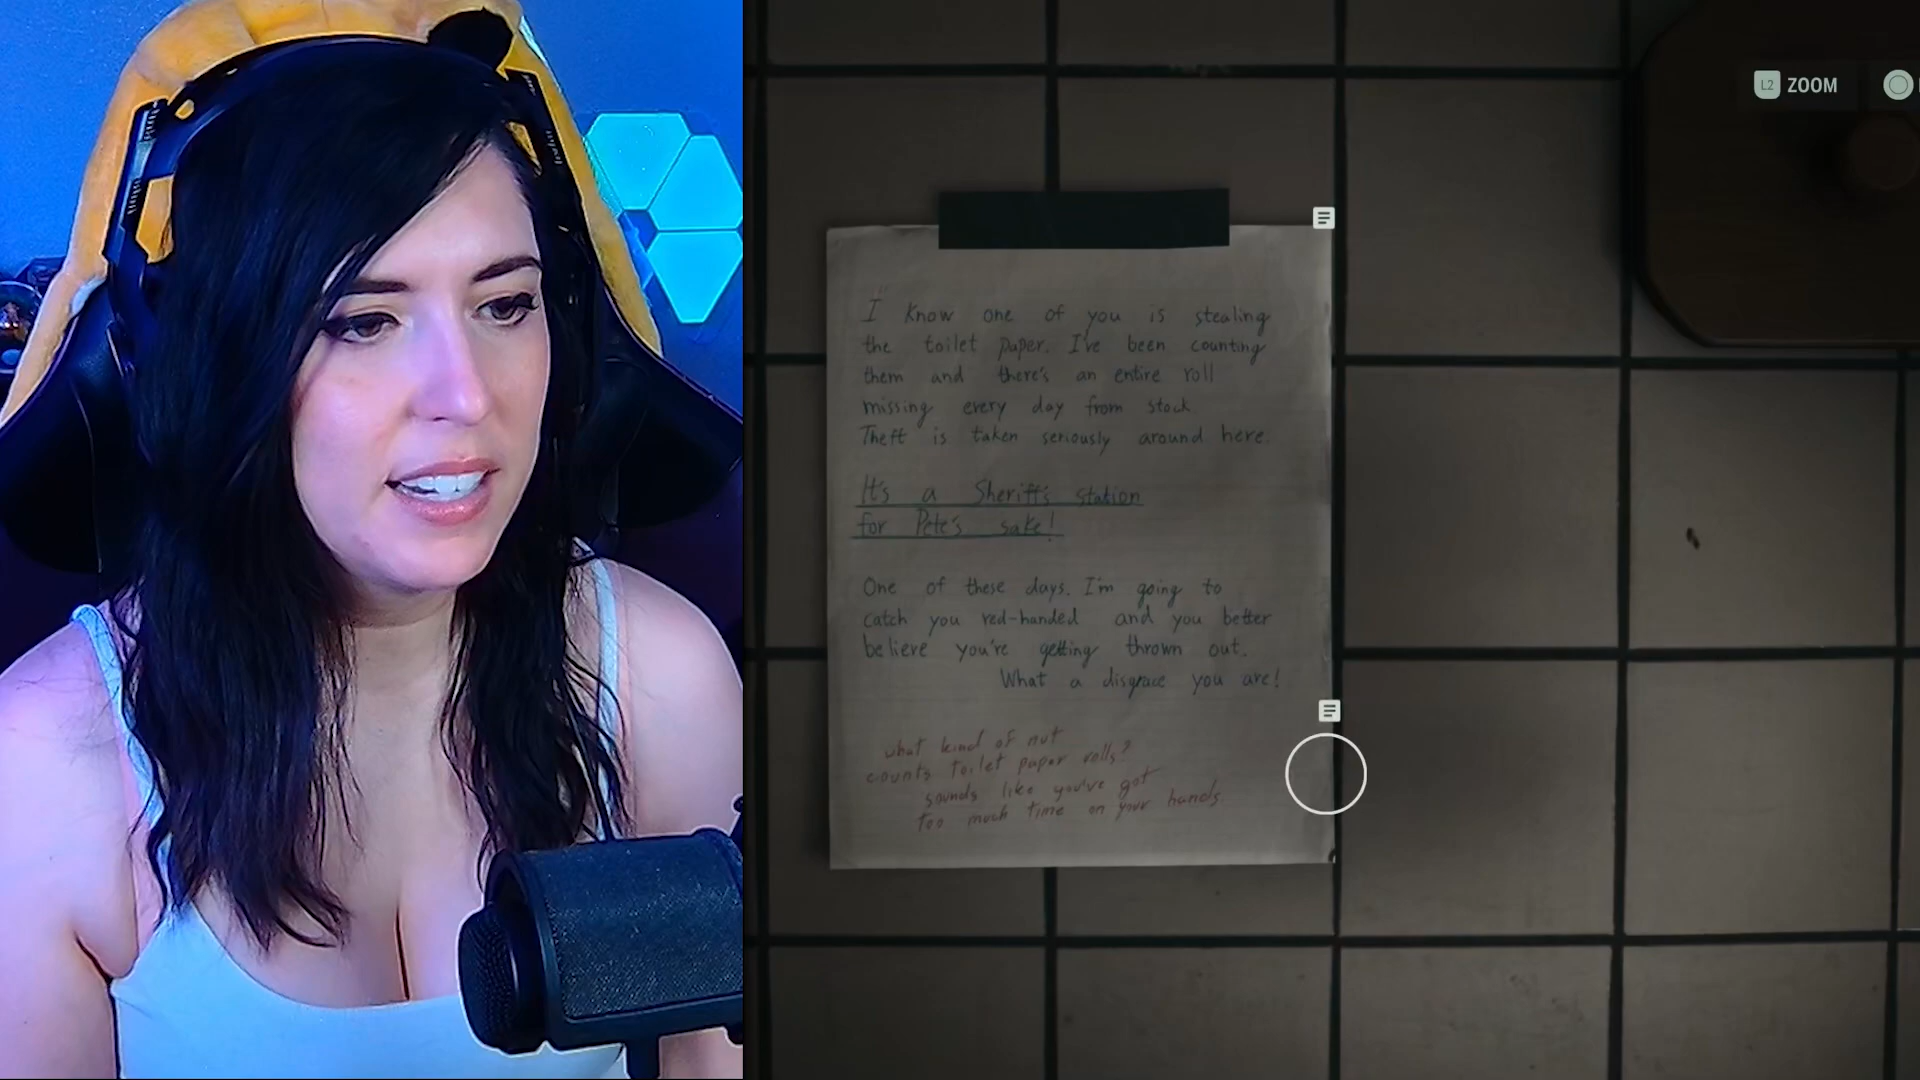 L2 ZOOM
I know one of you is stealing
the toilet paper. I've been counting
them and there's an entire roll
missing every day from stock
Theft is taken seriously around here.
It's a Sheriff's station
for Pete's sake!
One of these days. I'm going to
catch you red-handed and you better
believe you're getting thrown out.
What a disgrace you are!
what kind of nut
counts toilet paper rolls?
sounds like you've got
too much time on your hands